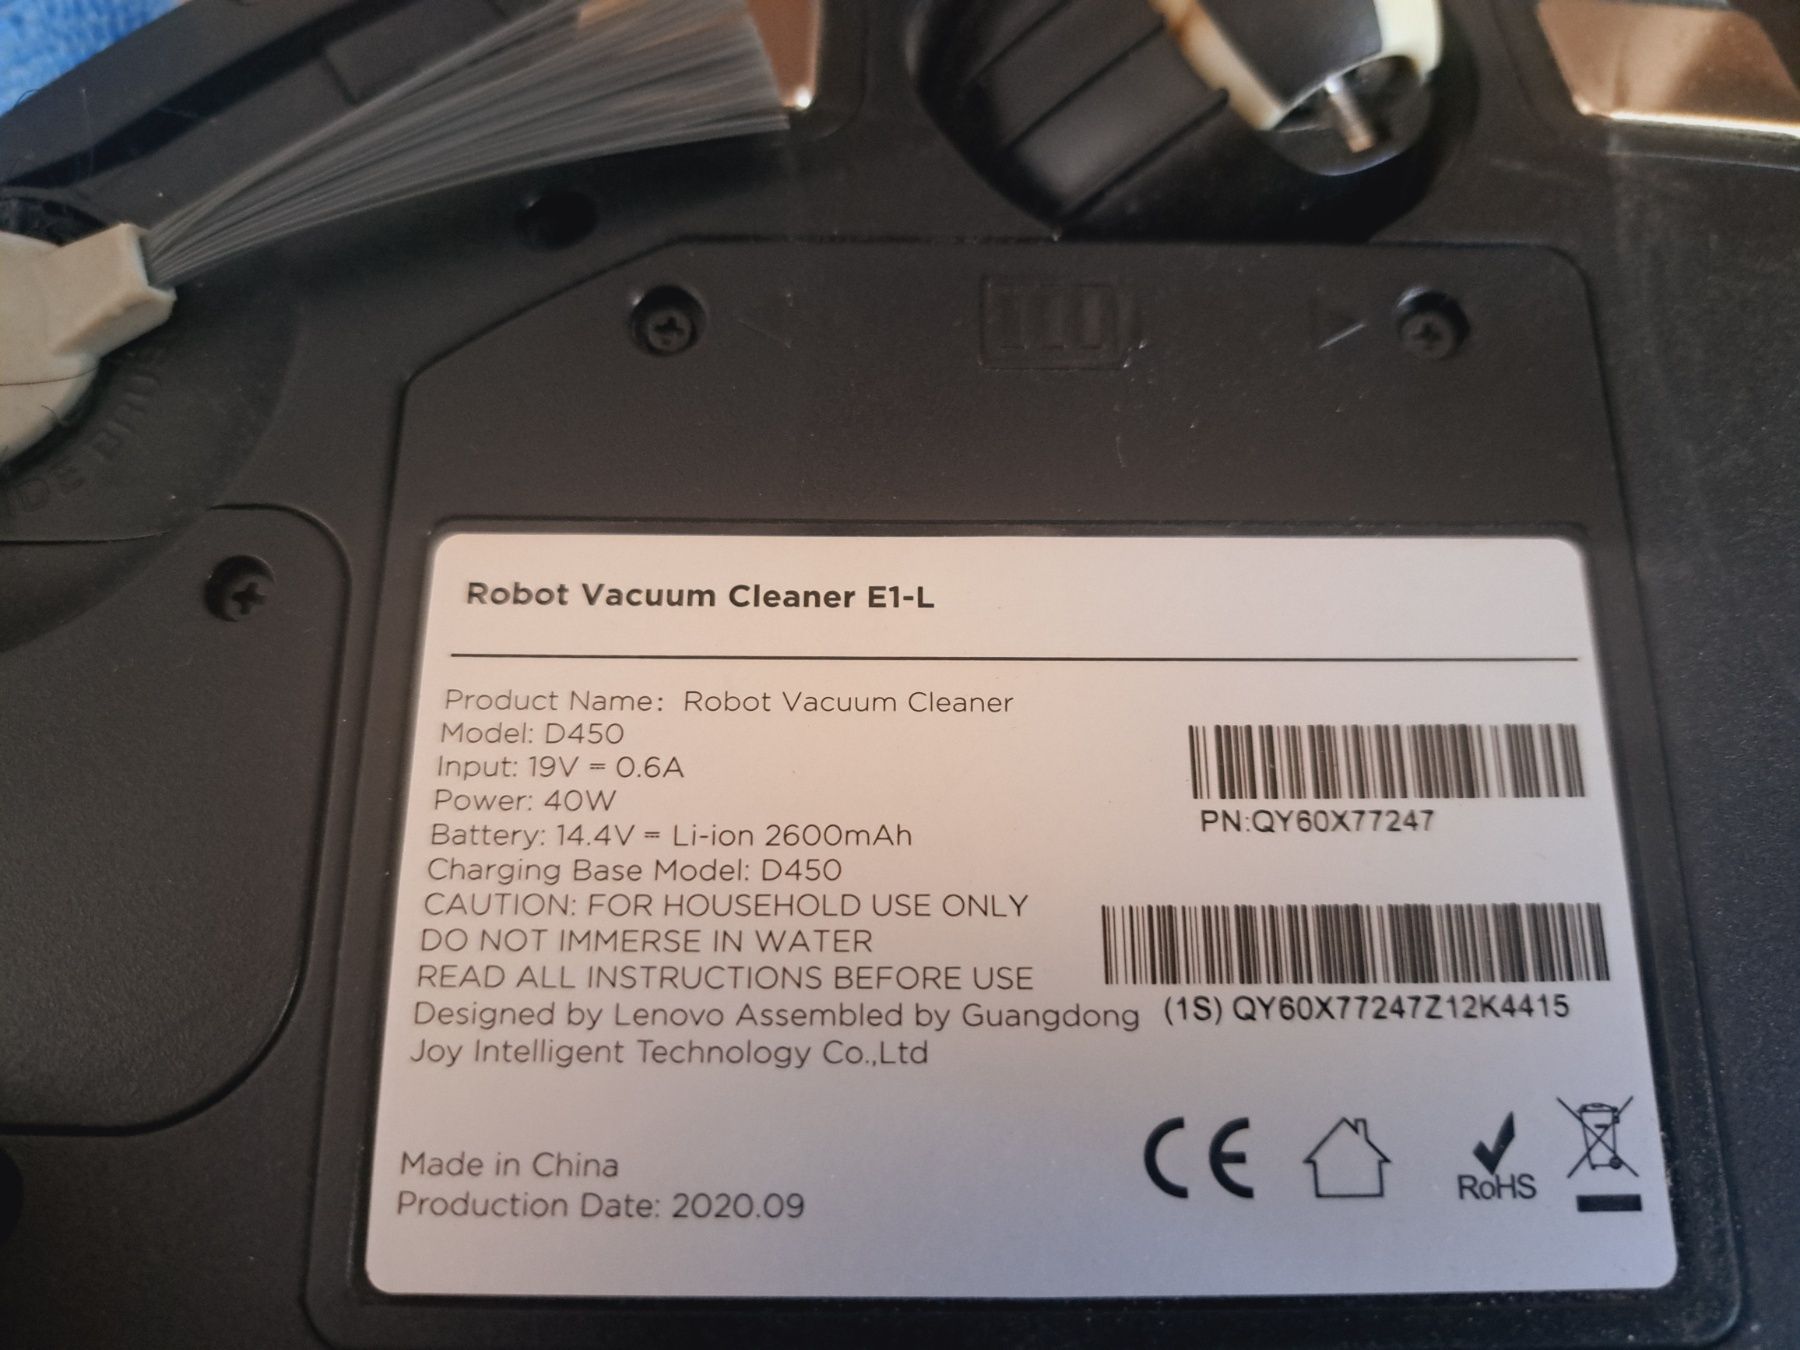 Robot Vacuum Cleaner E1-L
Product Name: Robot Vacuum Cleaner
Model: D450
Input: 19V = 0.6A
Power: 40W
Battery: 14.4V = Li-ion 2600mAh
Charging Base Model: D450
CAUTION: FOR HOUSEHOLD USE ONLY
DO NOT IMMERSE IN WATER
READ ALL INSTRUCTIONS BEFORE USE
Designed by Lenovo Assembled by Guangdong
Joy Intelligent Technology Co.,Ltd
PN:QY60X77247
(1S) QY60X77247Z12K4415
Made in China
Production Date: 2020.09
CE
RoHS